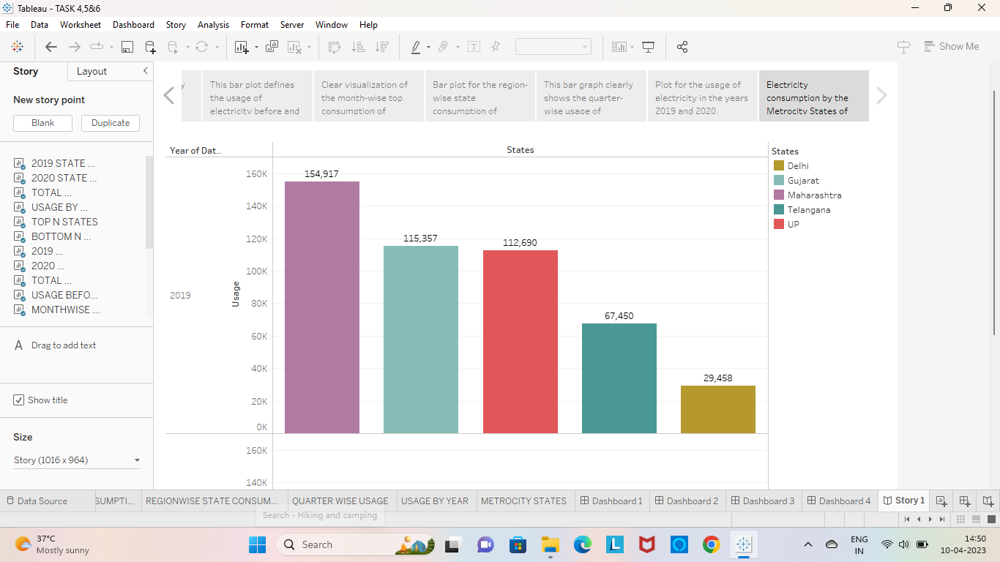 Tableau - TASK 4,5&6
File Data Worksheet Dashboard Story Analysis Format Server Window Help
Show Me
Story Layout
New story point
Blank Duplicate
2019 STATE ...
2020 STATE ...
TOTAL ...
USAGE BY ...
TOP N STATES
BOTTOM N ...
2019 ...
2020 ...
TOTAL ...
USAGE BEFO...
MONTHWISE ...
A Drag to add text
Show title
Size
Story (1016 x 964)
y
This bar plot defines
the usage of
electricity before and
Clear visualization of
the month-wise top
consumption of
Bar plot for the region-
wise state
consumption of
This bar graph clearly
shows the quarter-
wise usage of
Plot for the usage of
electricity in the years
2019 and 2020.
Electricity
consumption by the
Metrocity States of
Year of Dat..
States
2019
Usage
160K
140K
120K
100K
80K
60K
40K
20K
0K
154,917
115,357
112,690
67,450
29,458
160K
140K
States
Delhi
Gujarat
Maharashtra
Telangana
UP
Data Source SUMPTI... REGIONWISE STATE CONSUM... QUARTER WISE USAGE USAGE BY YEAR METROCITY STATES Dashboard 1 Dashboard 2 Dashboard 3 Dashboard 4 Story 1
Search - Hiking and camping
37°C
Mostly sunny
Search
L
ENG
IN
14:50
10-04-2023